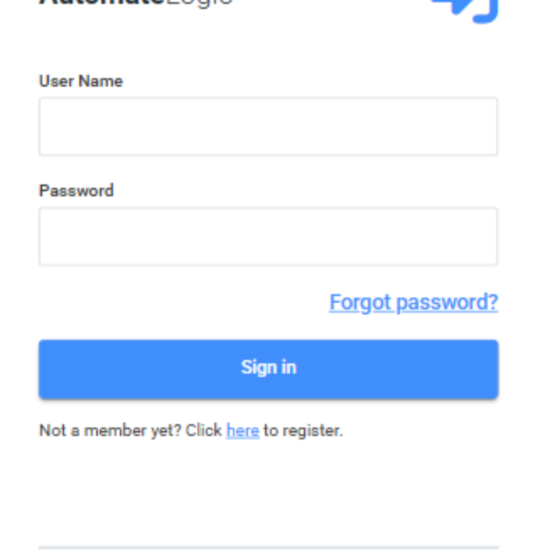 AutomateLogic
User Name
Password
Forgot password?
Sign in
Not a member yet? Click here to register.